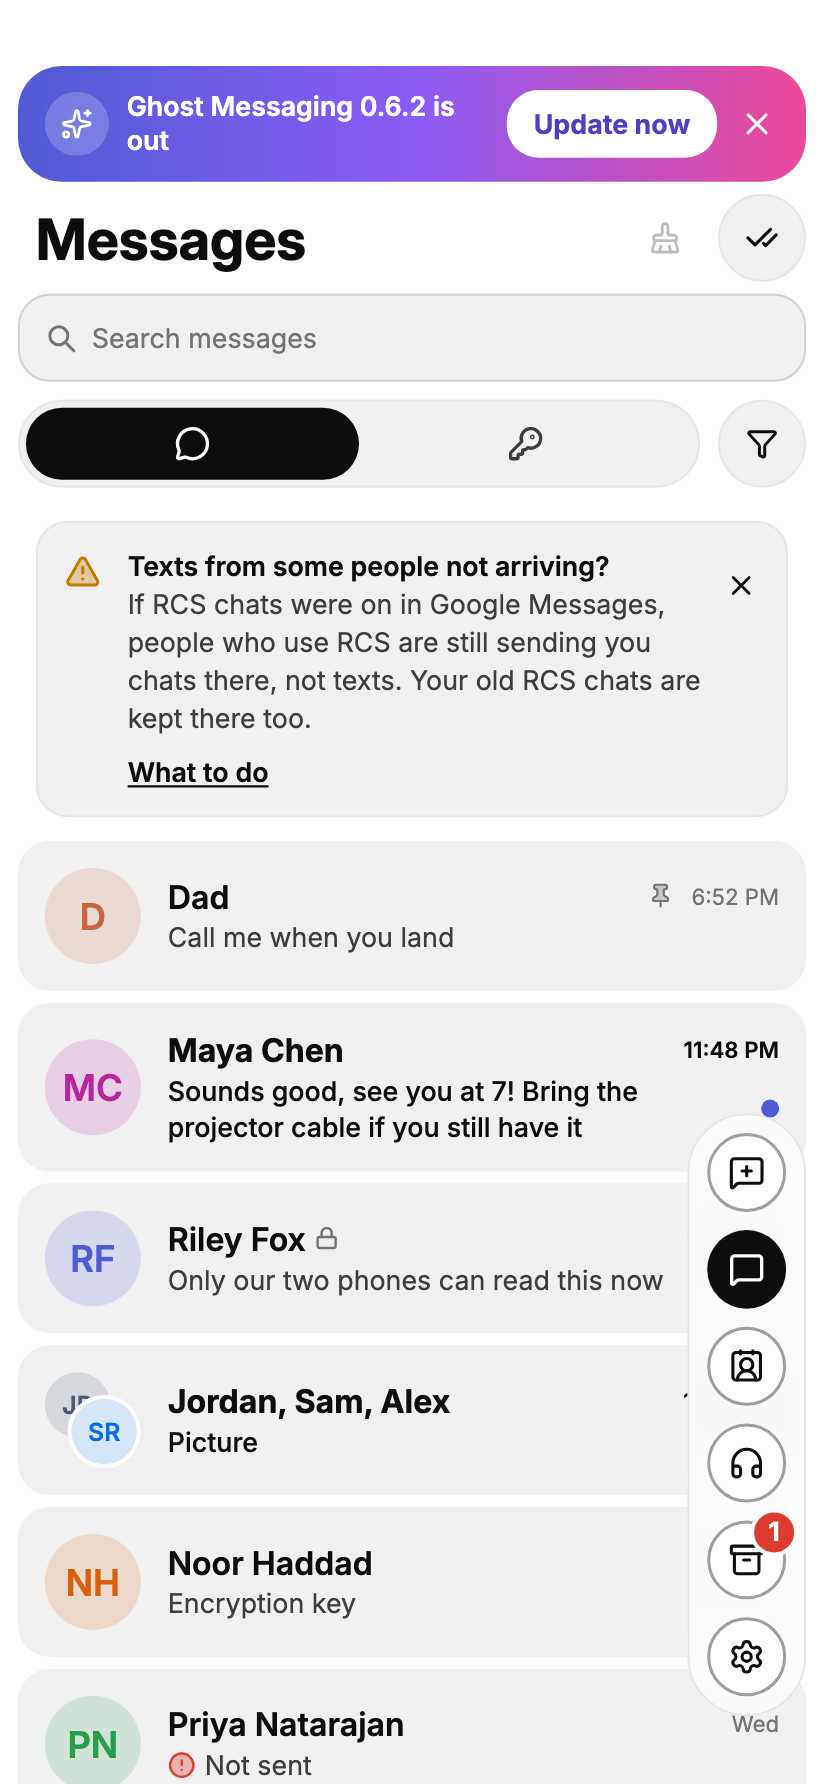 Ghost Messaging 0.6.2 is
out
Update now
Messages
Search messages
Texts from some people not arriving?
If RCS chats were on in Google Messages,
people who use RCS are still sending you
chats there, not texts. Your old RCS chats are
kept there too.
What to do
D
Dad
6:52 PM
Call me when you land
MC
Maya Chen
11:48 PM
Sounds good, see you at 7! Bring the
projector cable if you still have it
RF
Riley Fox
Only our two phones can read this now
SR
Jordan, Sam, Alex
Picture
NH
Noor Haddad
Encryption key
1
PN
Priya Natarajan
Wed
Not sent